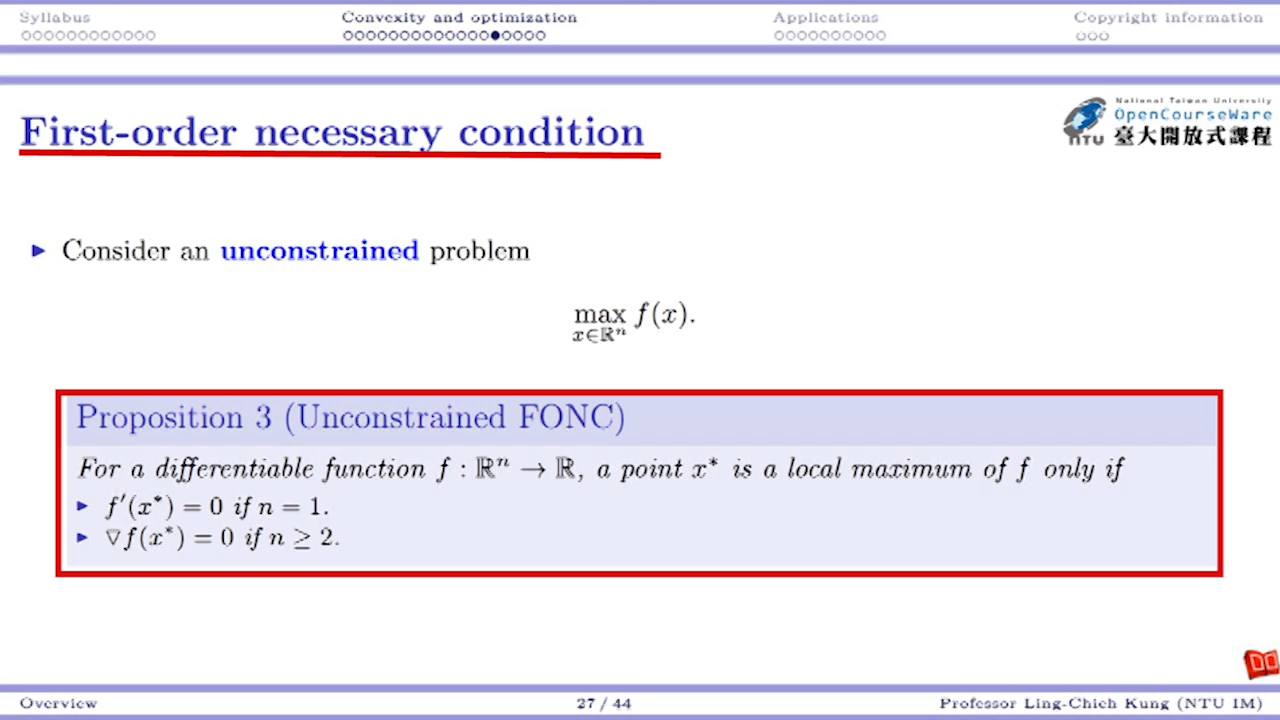 Syllabus
Convexity and optimization
Applications
Copyright information
First-order necessary condition
National Taiwan University
OpenCourseWare
NTU 臺大開放式課程
Consider an unconstrained problem
max f(x).
x∈ℝⁿ
Proposition 3 (Unconstrained FONC)
For a differentiable function f : ℝⁿ → ℝ, a point x* is a local maximum of f only if
f′(x*) = 0 if n = 1.
▽f(x*) = 0 if n ≥ 2.
Overview
27 / 44
Professor Ling-Chieh Kung (NTU IM)